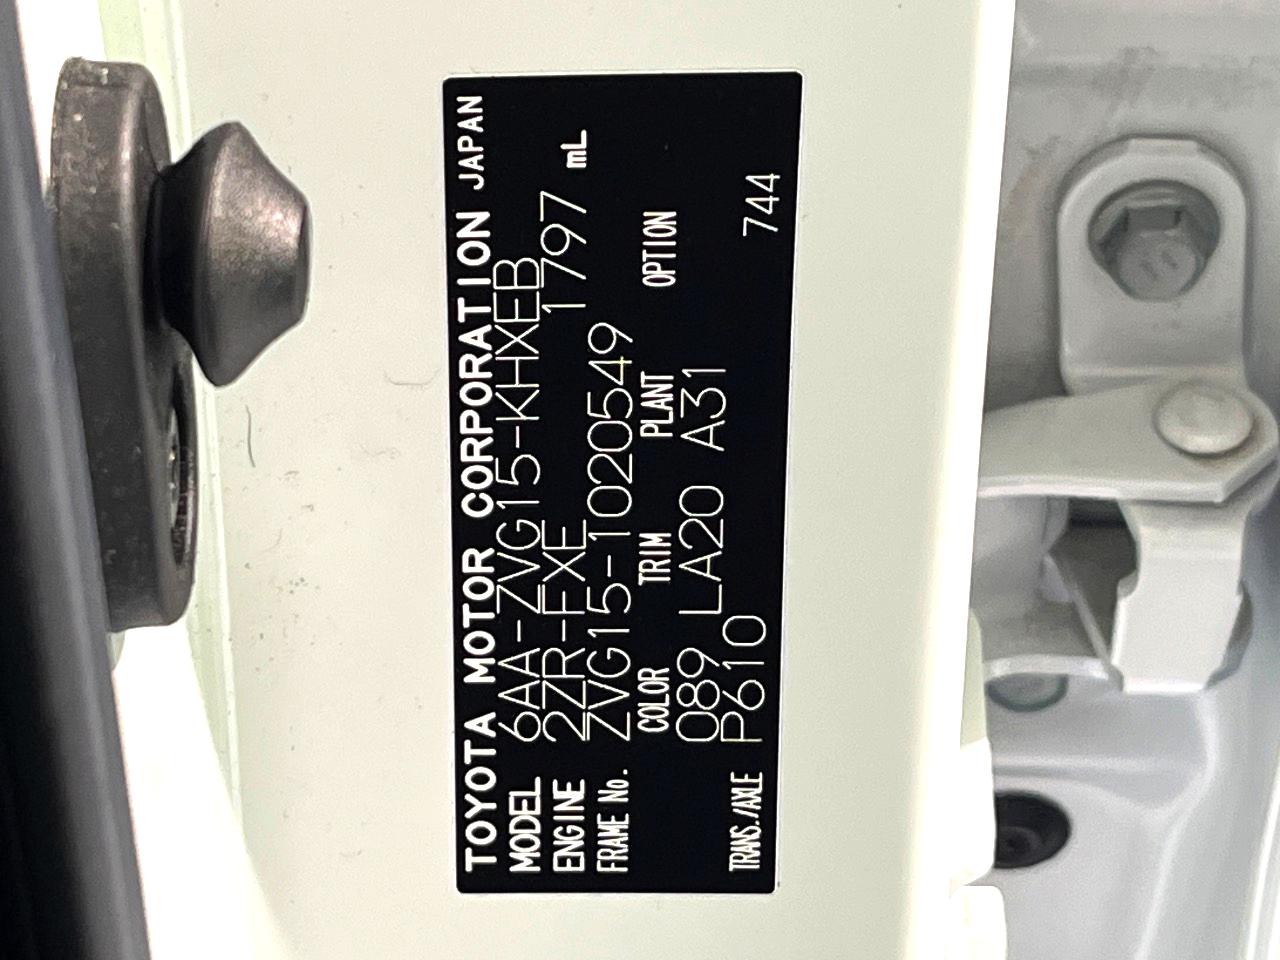 TOYOTA MOTOR CORPORATION JAPAN
MODEL 6AA-ZVG15-KHXEB
ENGINE 2ZR-FXE 1797 mL
FRAME No. ZVG15-1020549
COLOR TRIM PLANT OPTION
089 LA20 A31
TRANS./AXLE P610 744